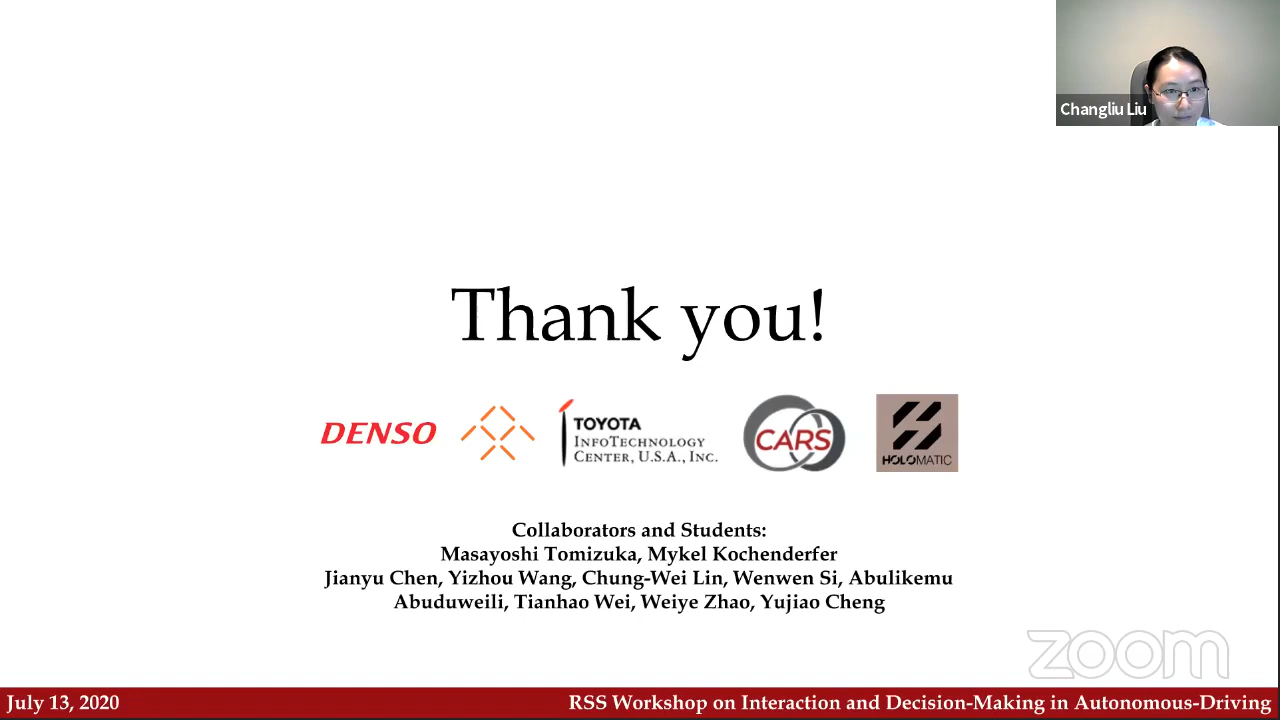 Changliu Liu
Thank you!
DENSO
TOYOTA
INFOTECHNOLOGY
CENTER, U.S.A., INC.
CARS
HOLOMATIC
Collaborators and Students:
Masayoshi Tomizuka, Mykel Kochenderfer
Jianyu Chen, Yizhou Wang, Chung-Wei Lin, Wenwen Si, Abulikemu
Abuduweili, Tianhao Wei, Weiye Zhao, Yujiao Cheng
zoom
July 13, 2020
RSS Workshop on Interaction and Decision-Making in Autonomous-Driving